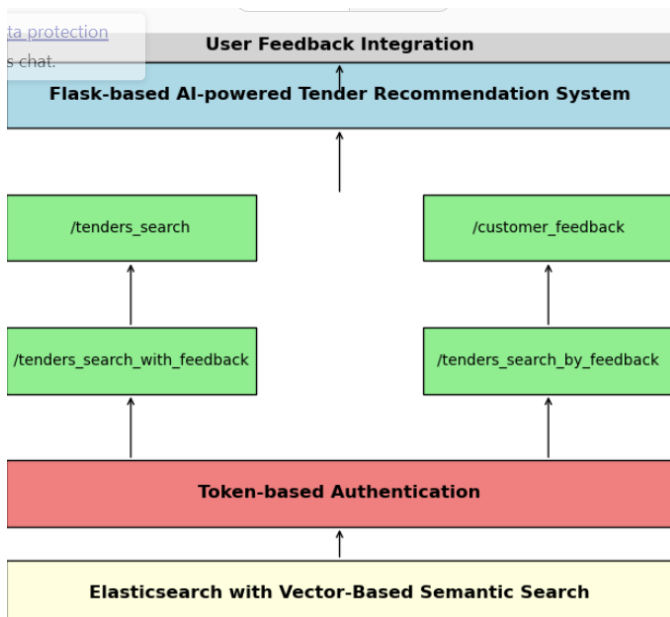 ta protection
s chat.
User Feedback Integration
Flask-based AI-powered Tender Recommendation System
/tenders_search
/customer_feedback
/tenders_search_with_feedback
/tenders_search_by_feedback
Token-based Authentication
Elasticsearch with Vector-Based Semantic Search